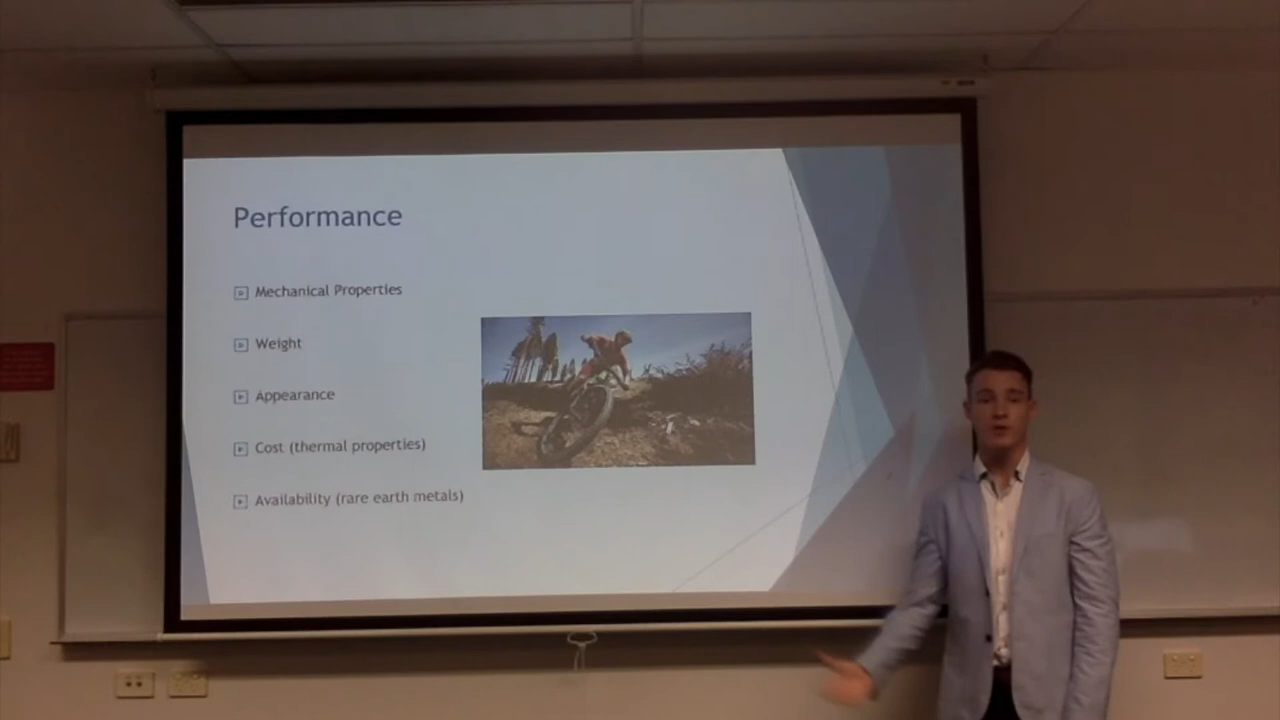 Performance
Mechanical Properties
Weight
Appearance
Cost (thermal properties)
Availability (rare earth metals)